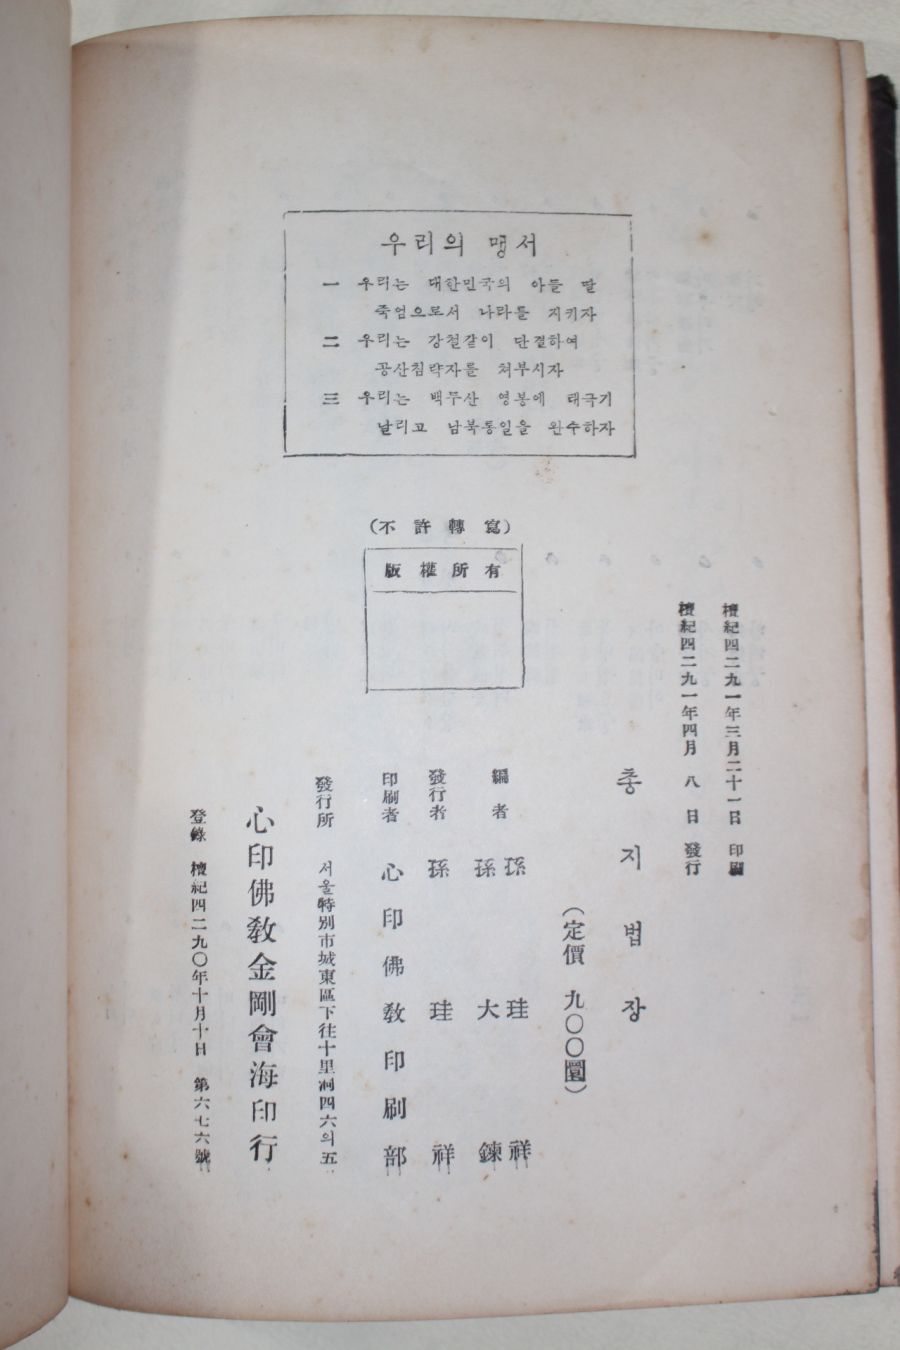 우리의 맹서
一 우리는 대한민국의 아들 딸
죽엄으로서 나라를 지키자
二 우리는 강철같이 단결하여
공산침략자를 쳐부시자
三 우리는 백두산 영봉에 태극기
날리고 남북통일을 완수하자
(不許轉寫)
版權所有
檀紀四二九一年三月二十一日 印刷
檀紀四二九一年四月 八 日 發行
총지법장
(定價 九〇〇圜)
編者 孫珪祥
孫大鍊
發行者 孫珪祥
印刷者 心印佛敎印刷部
發行所 서울特別市城東區下往十里洞四六의五
心印佛敎金剛會海印行
登錄 檀紀四二九〇年十月十日 第六七六號